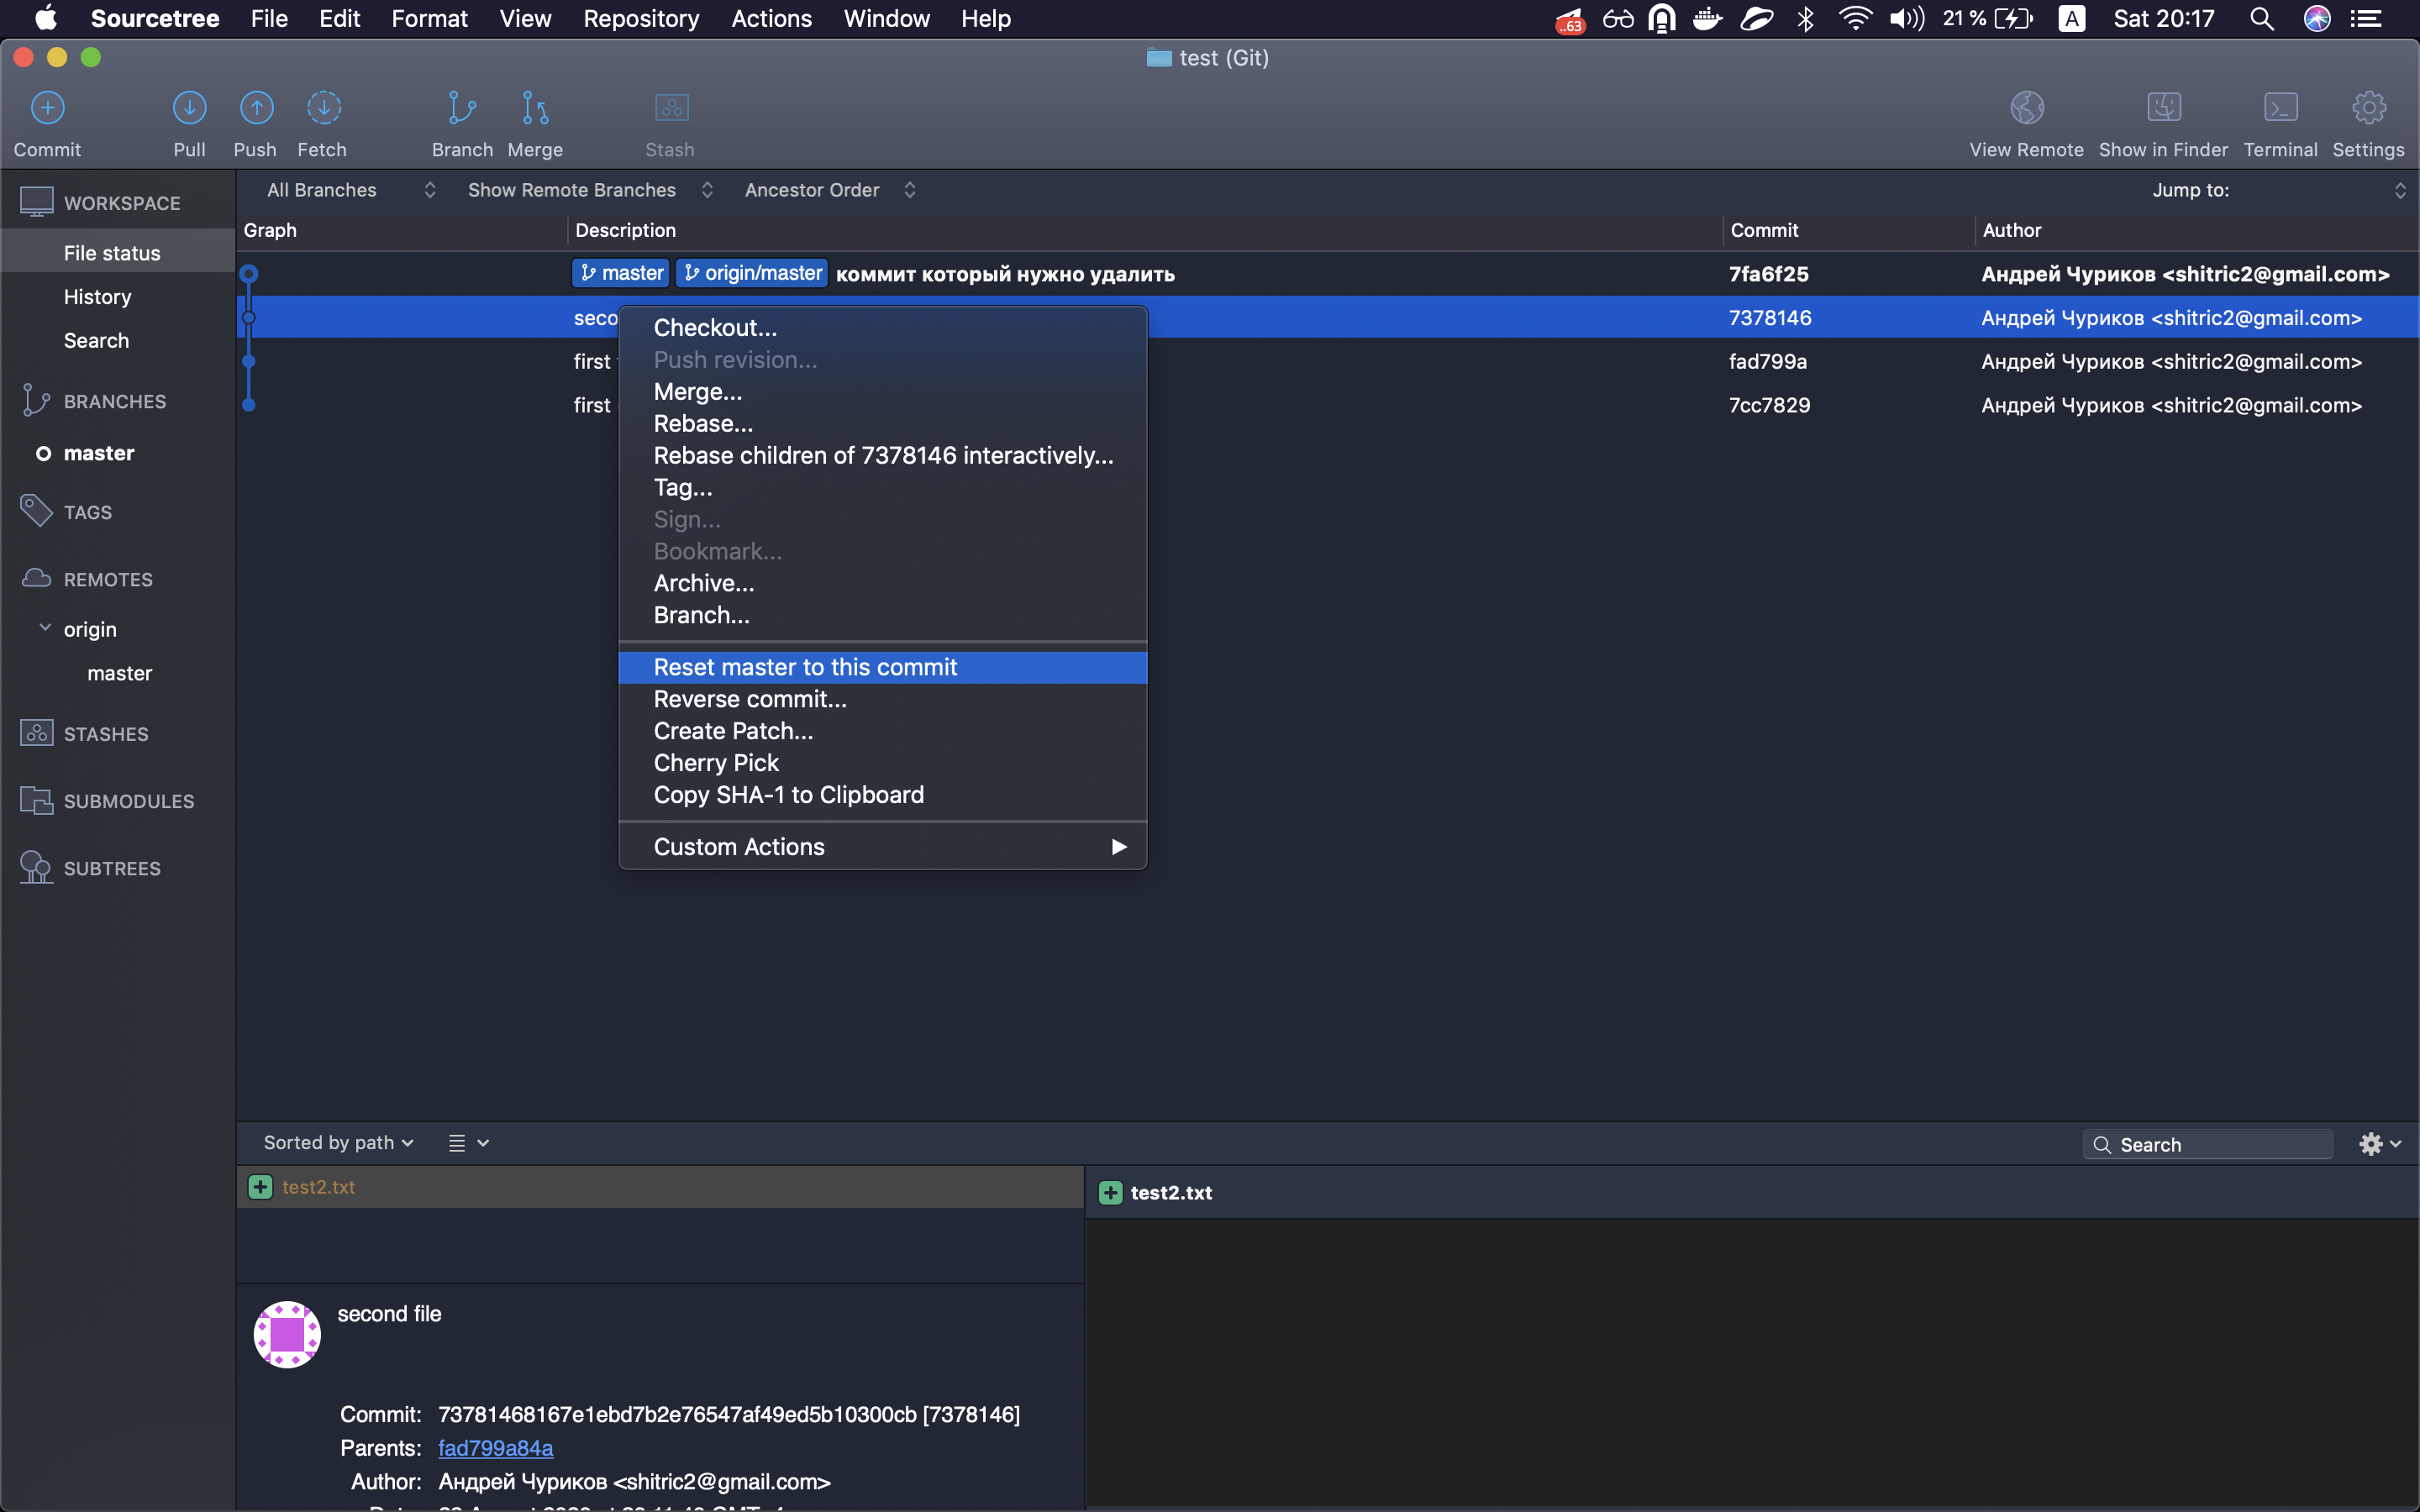 Sourcetree File Edit Format View Repository Actions Window Help ..63 21 % A Sat 20:17
test (Git)
Commit Pull Push Fetch Branch Merge Stash View Remote Show in Finder Terminal Settings
WORKSPACE
File status
History
Search
BRANCHES
master
TAGS
REMOTES
origin
master
STASHES
SUBMODULES
SUBTREES
All Branches Show Remote Branches Ancestor Order Jump to:
Graph Description Commit Author
master origin/master коммит который нужно удалить 7fa6f25 Андрей Чуриков <shitric2@gmail.com>
seco 7378146 Андрей Чуриков <shitric2@gmail.com>
first fad799a Андрей Чуриков <shitric2@gmail.com>
first 7cc7829 Андрей Чуриков <shitric2@gmail.com>
Checkout...
Push revision...
Merge...
Rebase...
Rebase children of 7378146 interactively...
Tag...
Sign...
Bookmark...
Archive...
Branch...
Reset master to this commit
Reverse commit...
Create Patch...
Cherry Pick
Copy SHA-1 to Clipboard
Custom Actions
Sorted by path Search
test2.txt
test2.txt
second file
Commit: 73781468167e1ebd7b2e76547af49ed5b10300cb [7378146]
Parents: fad799a84a
Author: Андрей Чуриков <shitric2@gmail.com>